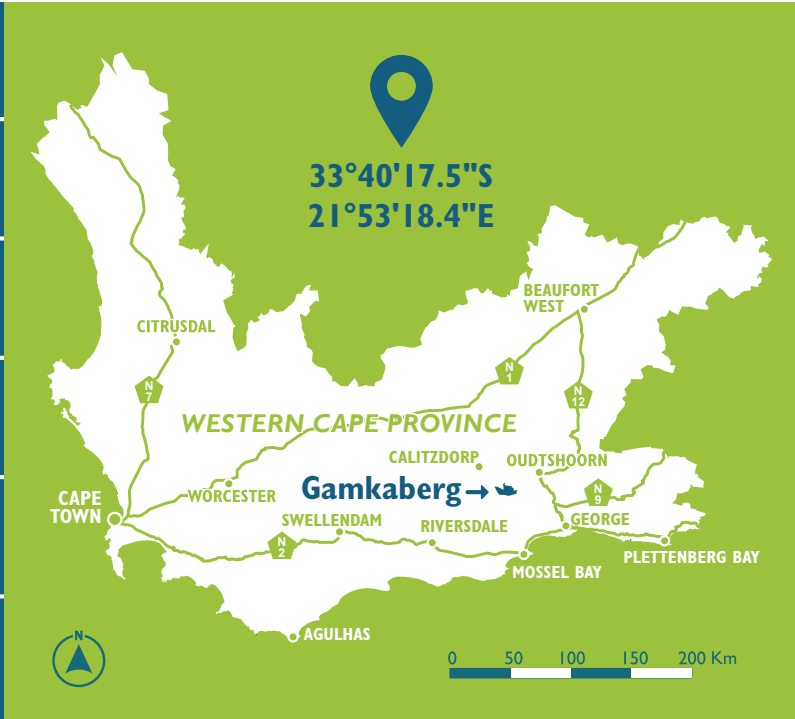 33°40'17.5"S
21°53'18.4"E
BEAUFORT
WEST
CITRUSDAL
N
1
N
7
N
12
WESTERN CAPE PROVINCE
CALITZDORP
OUDTSHOORN
Gamkaberg
WORCESTER
N
9
CAPE
TOWN
SWELLENDAM
RIVERSDALE
GEORGE
N
2
PLETTENBERG BAY
MOSSEL BAY
AGULHAS
N
0 50 100 150 200 Km